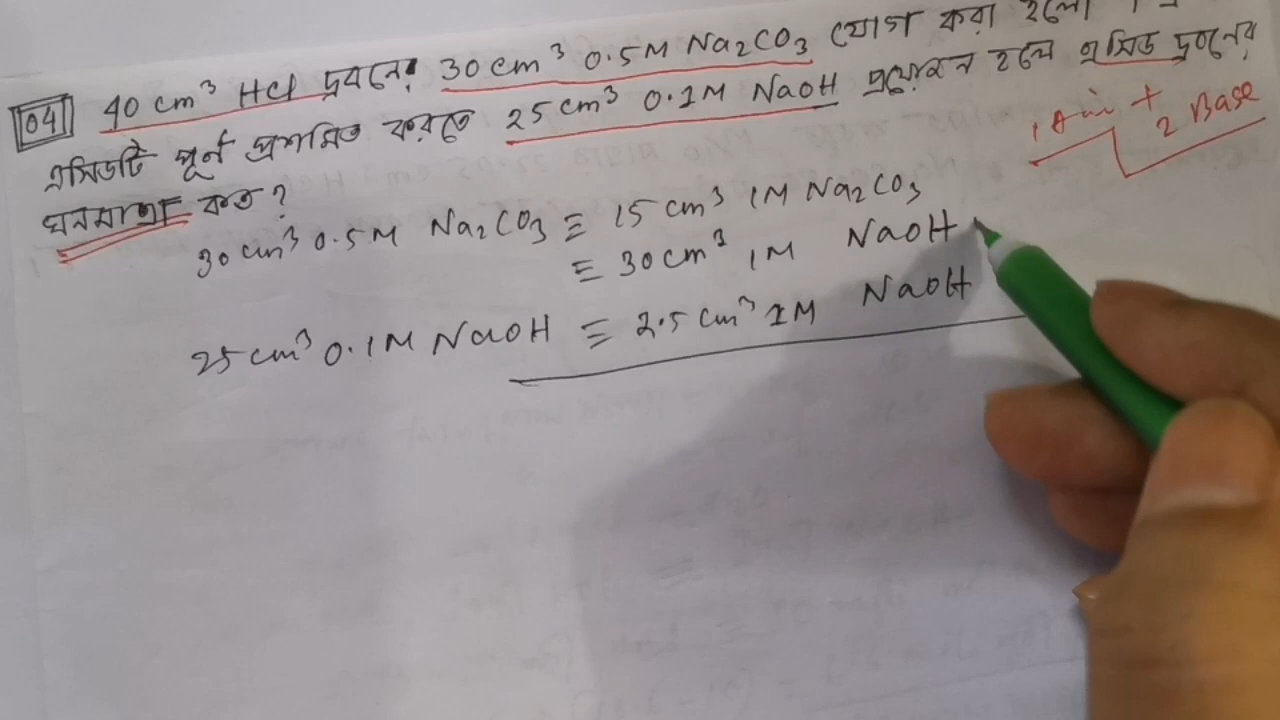 04 40 cm³ HCl দ্রবনের 30 cm³ 0.5M Na₂CO₃ যোগ করা হলো।
এসিডটি পূর্ন প্রশমিত করতে 25 cm³ 0.1M NaOH প্রয়োজন হলে এসিড দ্রবনের
ঘনমাত্রা কত?
1 Acid + 2 Base
30 cm³ 0.5M Na₂CO₃ ≡ 15 cm³ 1M Na₂CO₃
≡ 30 cm³ 1M NaOH
25 cm³ 0.1M NaOH ≡ 2.5 cm³ 1M NaOH